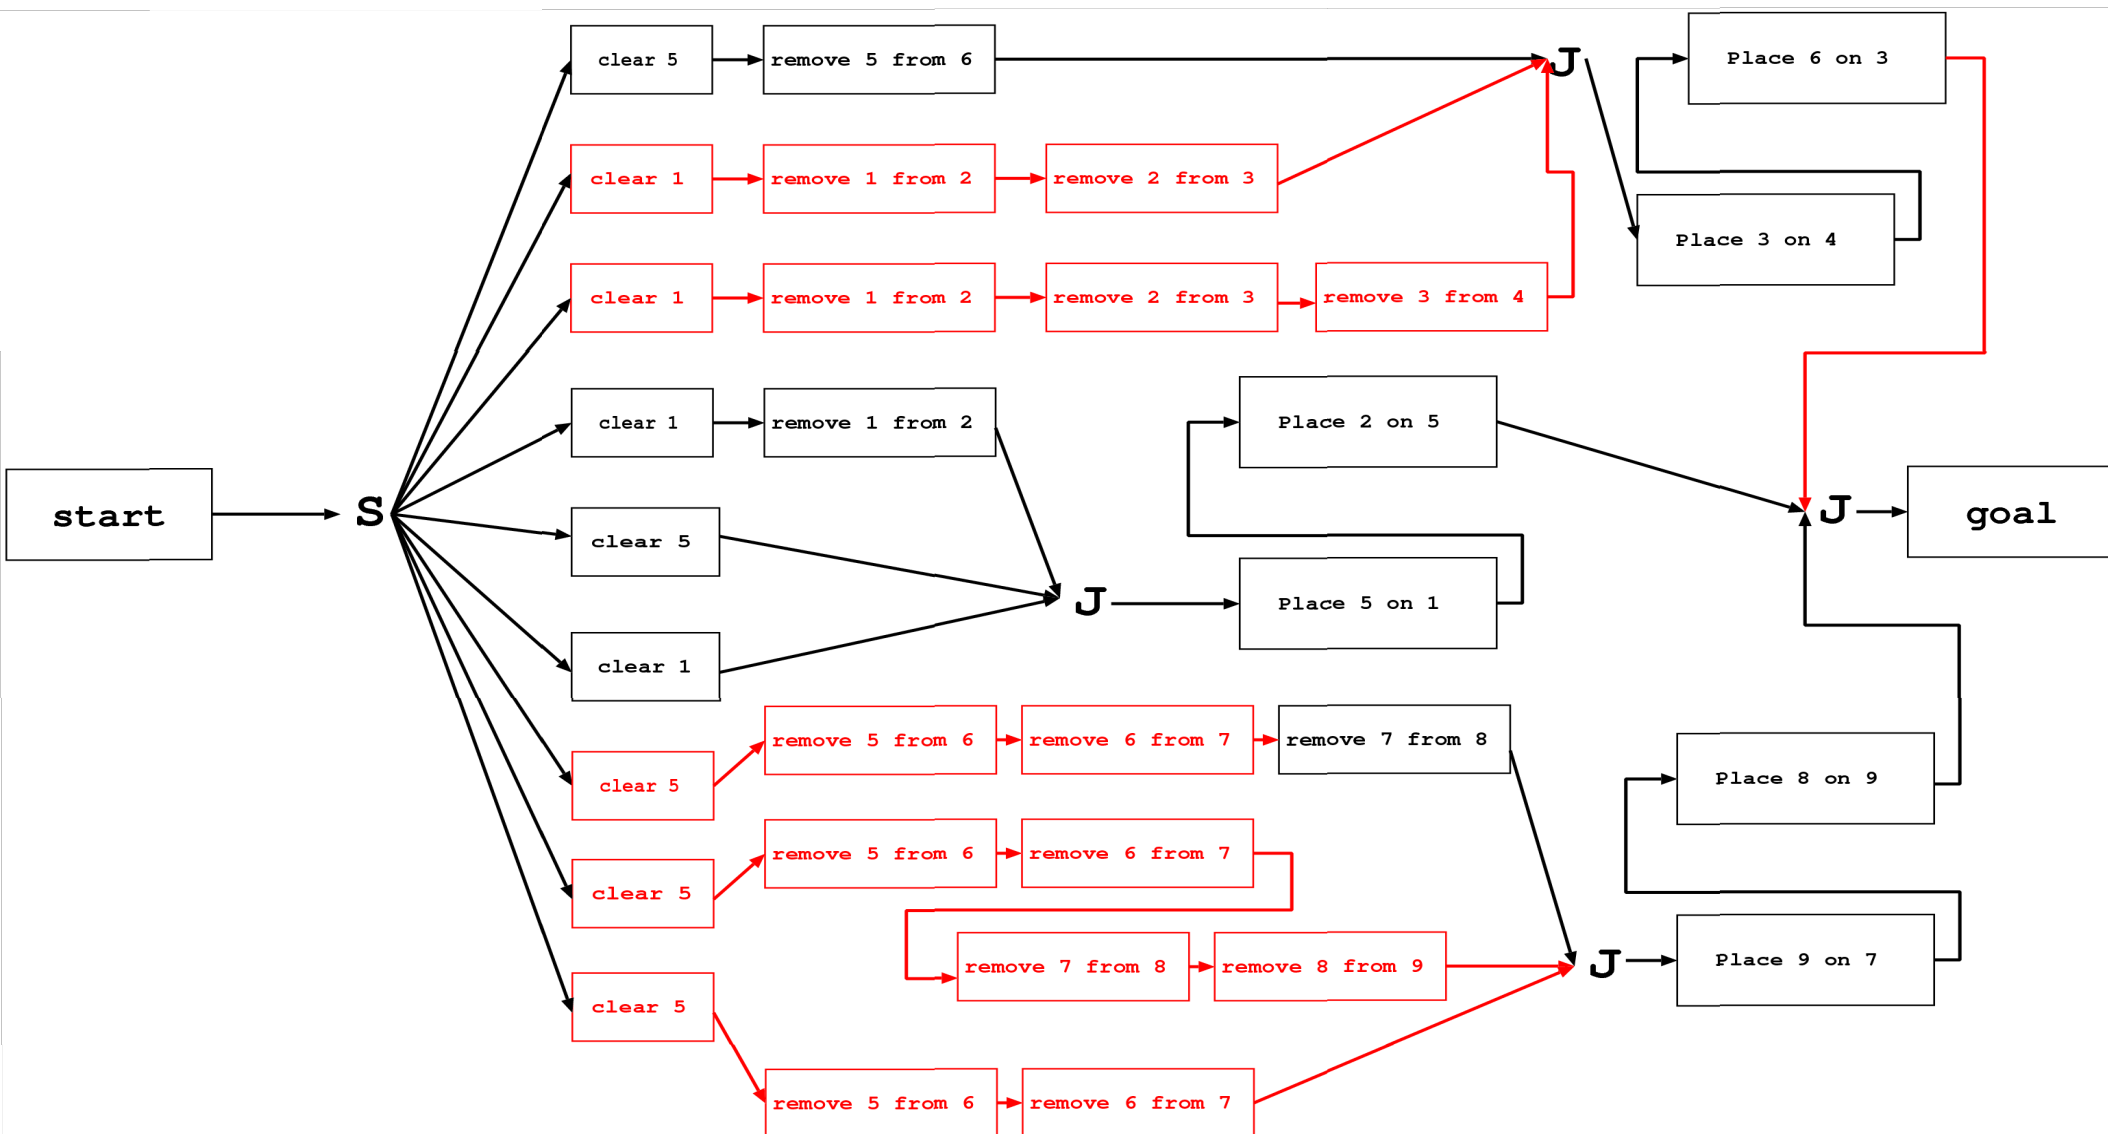 clear 5
remove 5 from 6
J
Place 6 on 3
clear 1
remove 1 from 2
remove 2 from 3
Place 3 on 4
clear 1
remove 1 from 2
remove 2 from 3
remove 3 from 4
clear 1
remove 1 from 2
Place 2 on 5
start
S
clear 5
J
goal
J
Place 5 on 1
clear 1
clear 5
remove 5 from 6
remove 6 from 7
remove 7 from 8
Place 8 on 9
clear 5
remove 5 from 6
remove 6 from 7
remove 7 from 8
remove 8 from 9
J
Place 9 on 7
clear 5
remove 5 from 6
remove 6 from 7